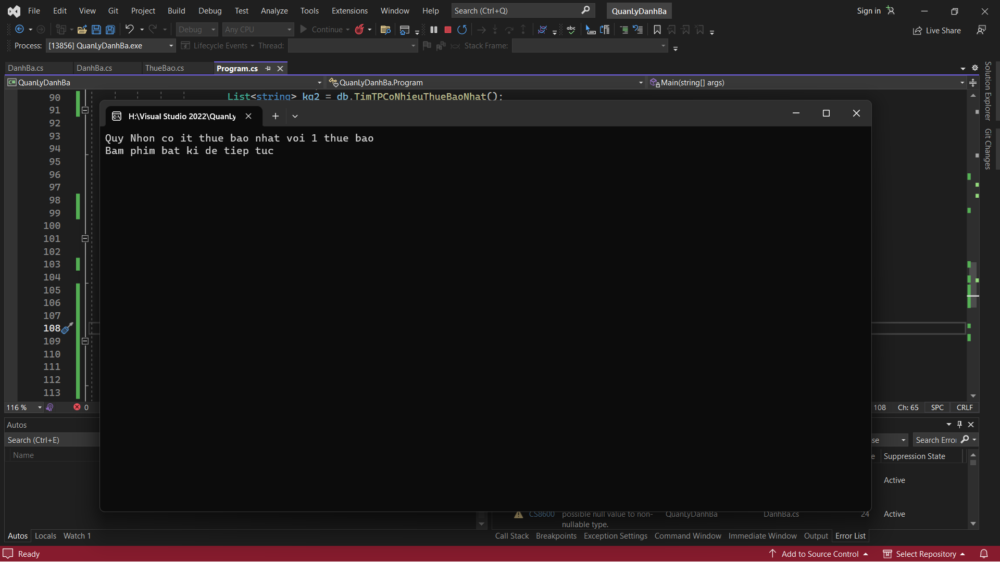 File Edit View Git Project Build Debug Test Analyze Tools Extensions Window Help Search (Ctrl+Q) QuanLyDanhBa Sign in
Debug Any CPU Continue Live Share
Process: [13856] QuanLyDanhBa.exe Lifecycle Events Thread: Stack Frame:
DanhBa.cs DanhBa.cs ThueBao.cs Program.cs
QuanLyDanhBa QuanLyDanhBa.Program Main(string[] args)
Solution Explorer
Git Changes
90 List<string> kq2 = db.TimTPCoNhieuThueBaoNhat();
91
92
93
94
95
96
97
98
99
100
101
102
103
104
105
106
107
108
109
110
111
112
113
H:\Visual Studio 2022\QuanLy
Quy Nhon co it thue bao nhat voi 1 thue bao
Bam phim bat ki de tiep tuc
116 % 0 108 Ch: 65 SPC CRLF
Autos
Search (Ctrl+E) se Search Error
Name e Suppression State
Active
CS8600 possible null value to non-nullable type. QuanLyDanhBa DanhBa.cs 24 Active
Autos Locals Watch 1 Call Stack Breakpoints Exception Settings Command Window Immediate Window Output Error List
Ready Add to Source Control Select Repository